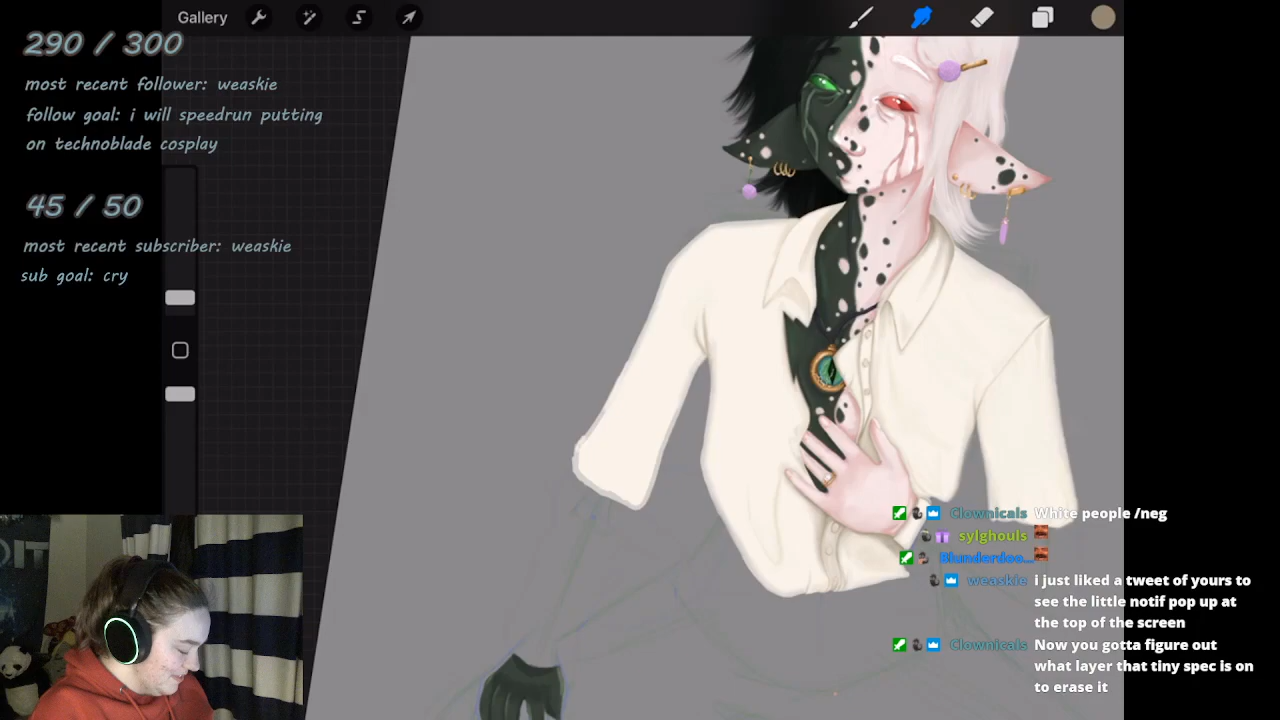 Gallery
290 / 300
most recent follower: weaskie
follow goal: i will speedrun putting
on technoblade cosplay
45 / 50
most recent subscriber: weaskie
sub goal: cry
Clownicals White people /neg
sylghouls
Blunderdoo...
weaskie i just liked a tweet of yours to
see the little notif pop up at
the top of the screen
Clownicals Now you gotta figure out
what layer that tiny spec is on
to erase it